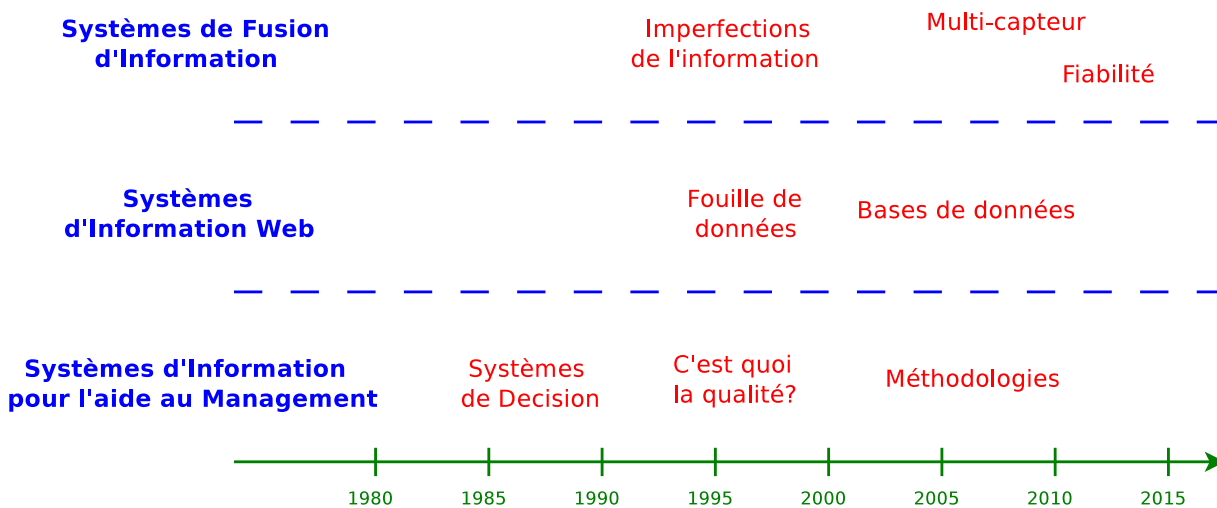 Systèmes de Fusion
d'Information
Imperfections
de l'information
Multi-capteur
Fiabilité
Systèmes
d'Information Web
Fouille de
données
Bases de données
Systèmes d'Information
pour l'aide au Management
Systèmes
de Decision
C'est quoi
la qualité?
Méthodologies
1980 1985 1990 1995 2000 2005 2010 2015